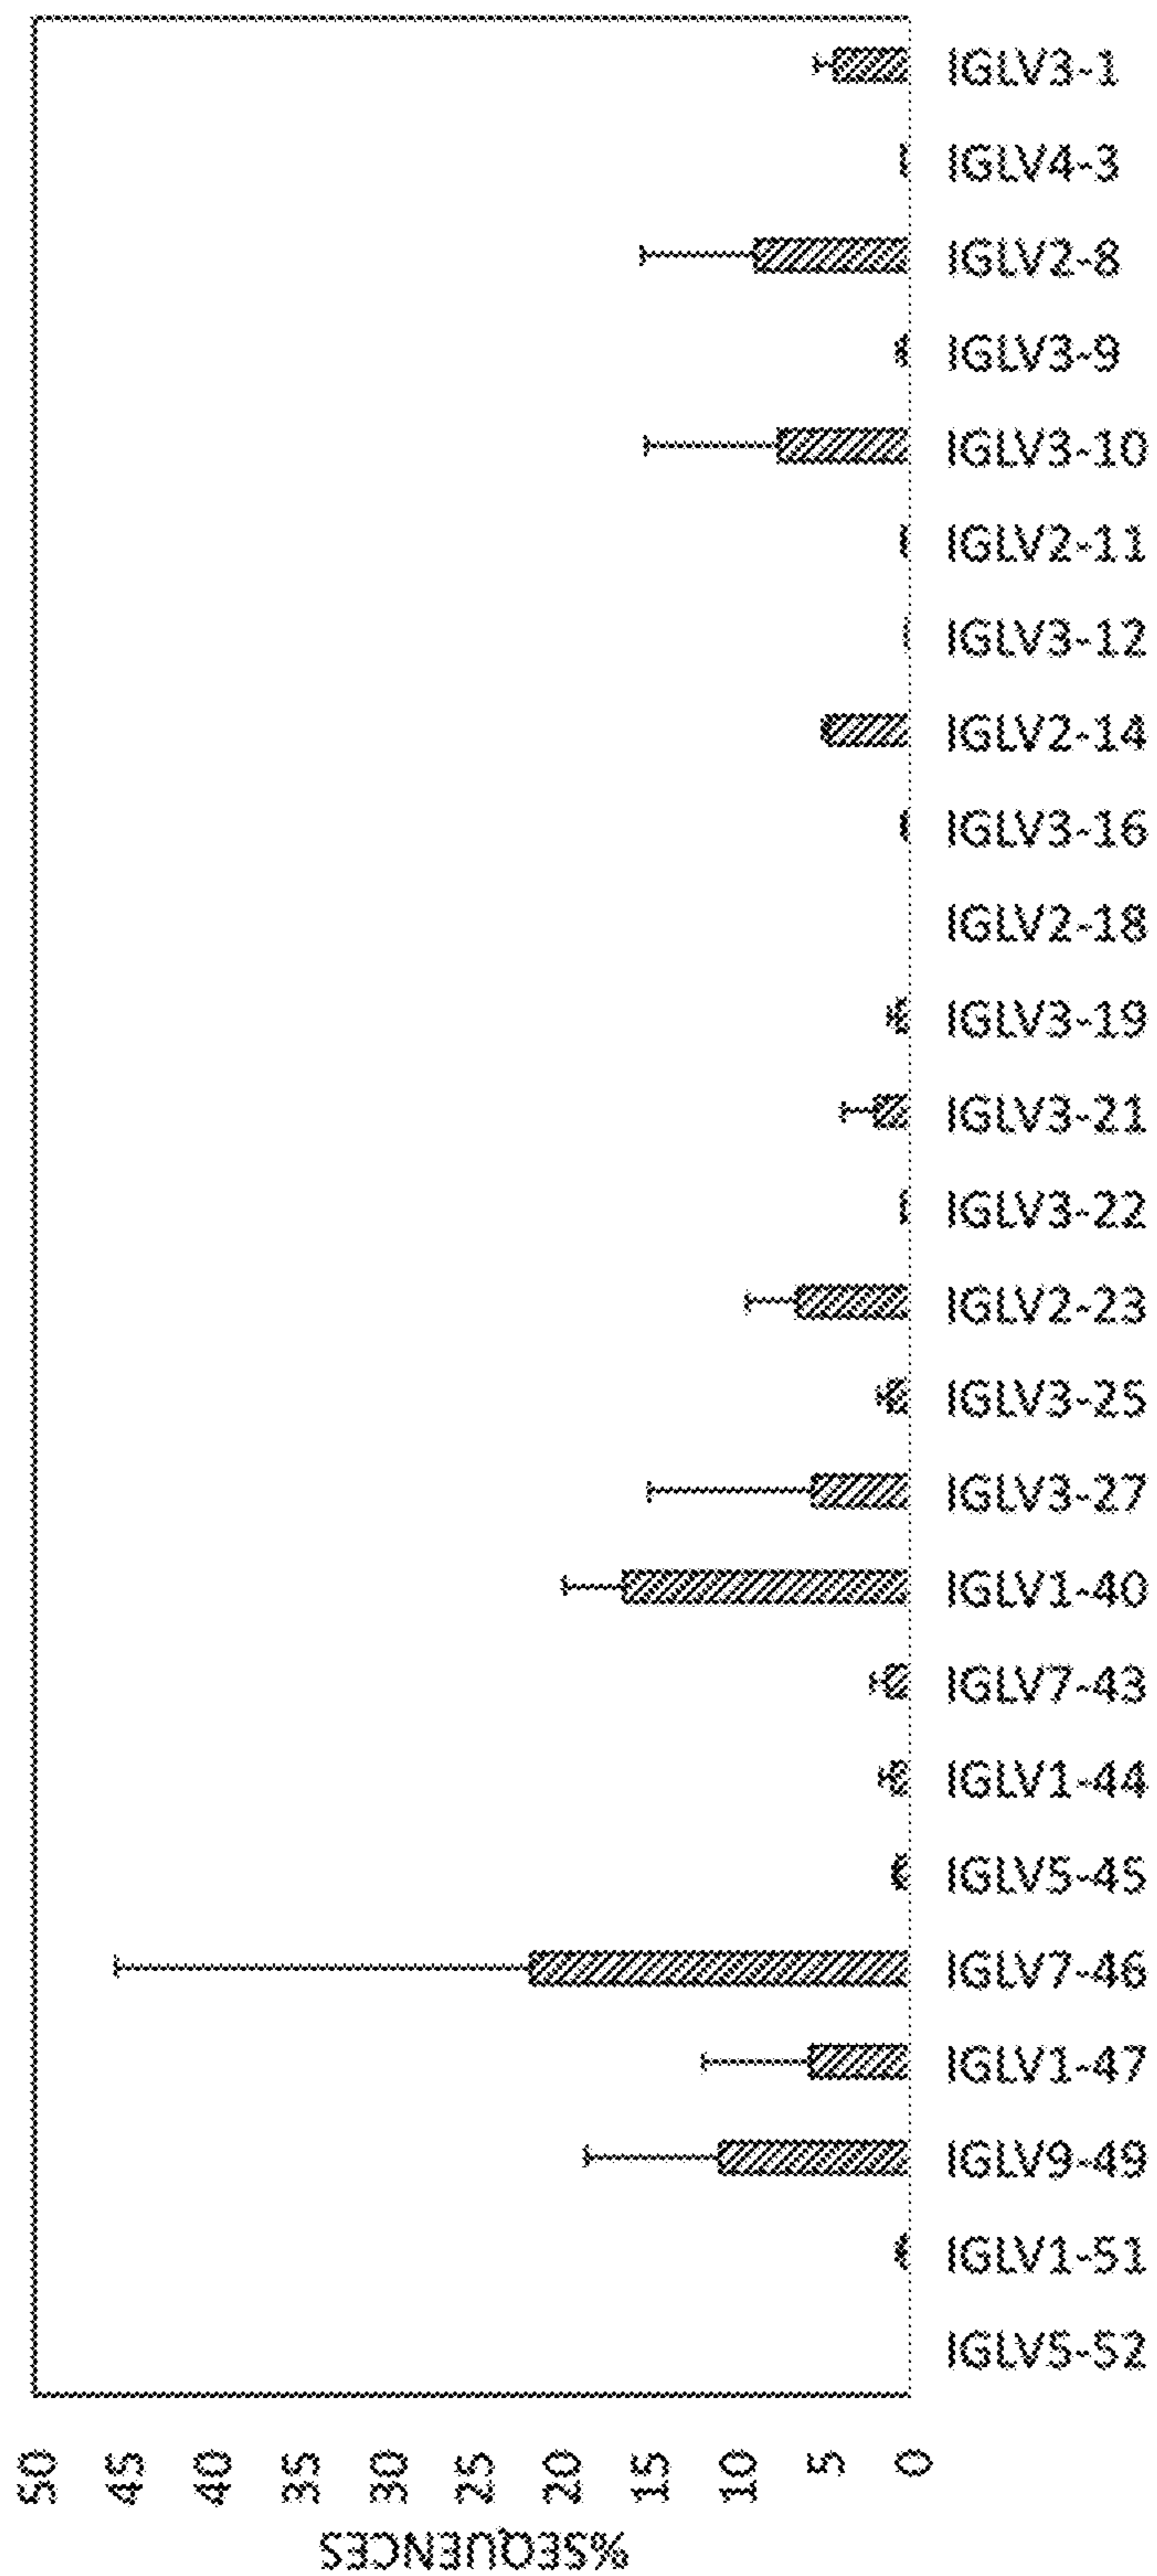 %SEQUENCES
50
45
40
35
30
25
20
15
10
5
0
IGLV5-52
IGLV1-51
IGLV9-49
IGLV1-47
IGLV7-46
IGLV5-45
IGLV1-44
IGLV7-43
IGLV1-40
IGLV3-27
IGLV3-25
IGLV2-23
IGLV3-22
IGLV3-21
IGLV3-19
IGLV2-18
IGLV3-16
IGLV2-14
IGLV3-12
IGLV2-11
IGLV3-10
IGLV3-9
IGLV2-8
IGLV4-3
IGLV3-1